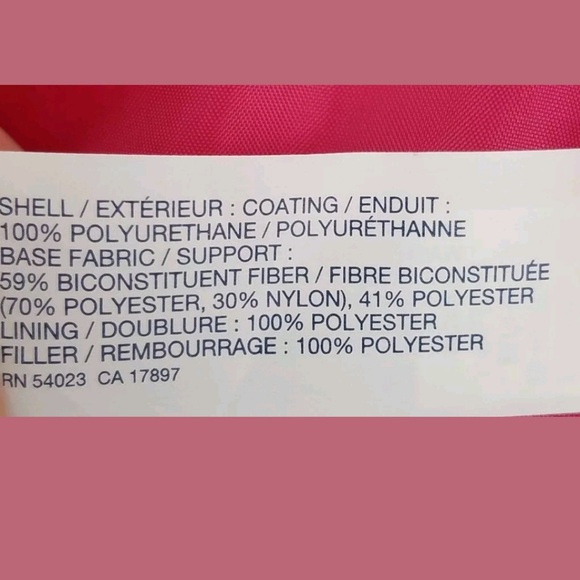 SHELL / EXTÉRIEUR : COATING / ENDUIT :
100% POLYURETHANE / POLYURÉTHANNE
BASE FABRIC / SUPPORT :
59% BICONSTITUENT FIBER / FIBRE BICONSTITUÉE
(70% POLYESTER, 30% NYLON), 41% POLYESTER
LINING / DOUBLURE : 100% POLYESTER
FILLER / REMBOURRAGE : 100% POLYESTER
RN 54023 CA 17897